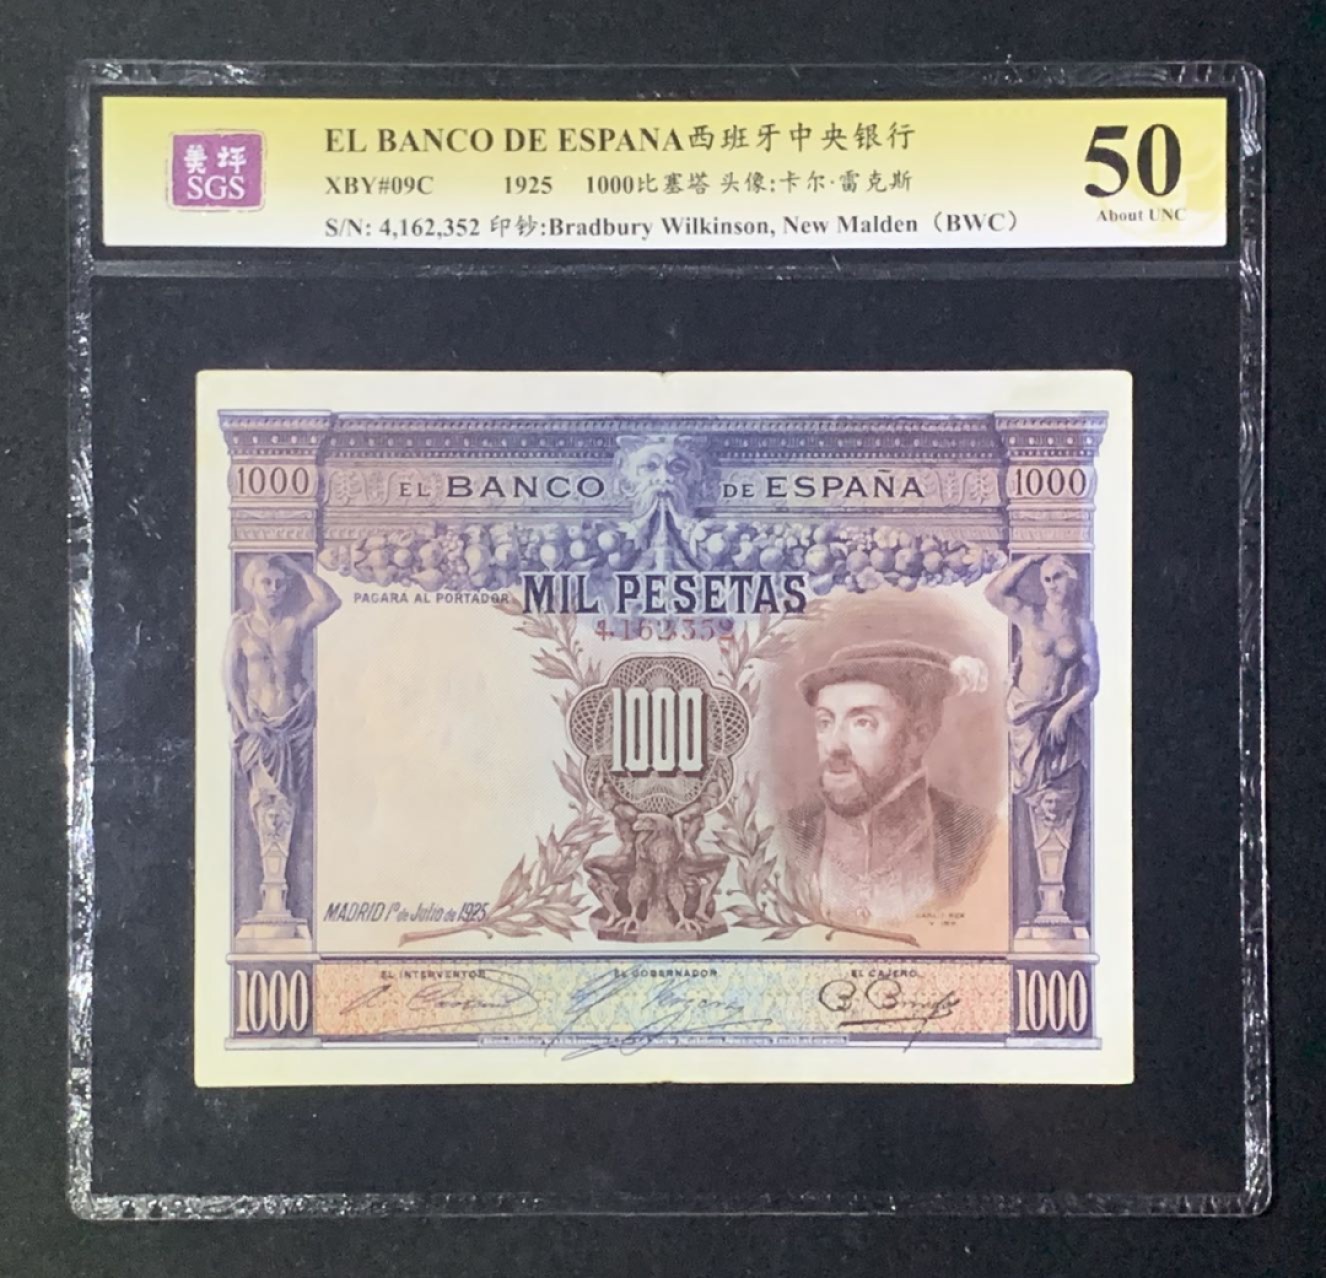 美评
SGS
EL BANCO DE ESPANA西班牙中央银行
XBY#09C 1925 1000比塞塔 头像:卡尔·雷克斯
S/N: 4,162,352 印钞:Bradbury Wilkinson, New Malden（BWC）
50
About UNC
1000 EL BANCO DE ESPAÑA 1000
PAGARA AL PORTADOR MIL PESETAS
4162352
1000
MADRID 1º de Julio de 1925
EL INTERVENTOR EL GOBERNADOR EL CAJERO
1000 1000